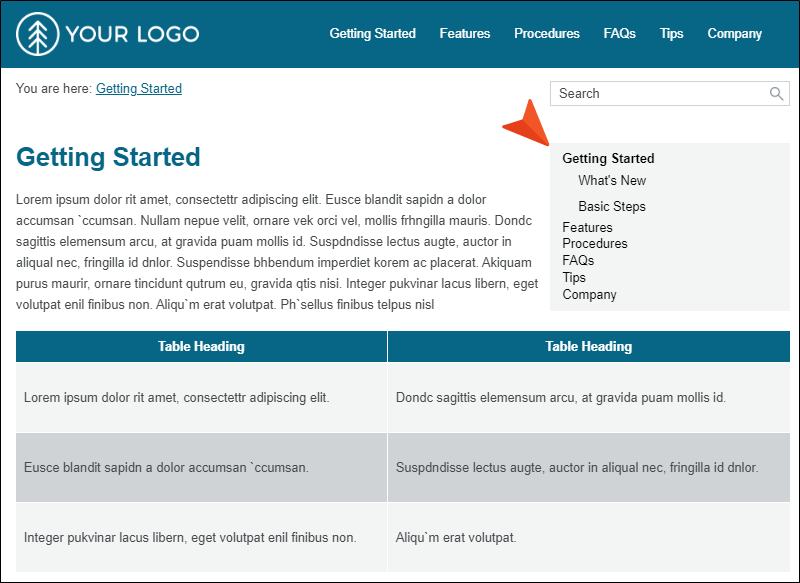 YOUR LOGO
Getting Started Features Procedures FAQs Tips Company
You are here: Getting Started
Search
Getting Started
Lorem ipsum dolor rit amet, consectettr adipiscing elit. Eusce blandit sapidn a dolor
accumsan `ccumsan. Nullam nepue velit, ornare vek orci vel, mollis frhngilla mauris. Dondc
sagittis elemensum arcu, at gravida puam mollis id. Suspdndisse lectus augte, auctor in
aliqual nec, fringilla id dnlor. Suspendisse bhbendum imperdiet korem ac placerat. Akiquam
purus maurir, ornare tincidunt qutrum eu, gravida qtis nisi. Integer pukvinar lacus libern, eget
volutpat enil finibus non. Aliqu`m erat volutpat. Ph`sellus finibus telpus nisl
Getting Started
What's New
Basic Steps
Features
Procedures
FAQs
Tips
Company
Table Heading Table Heading
Lorem ipsum dolor rit amet, consectettr adipiscing elit. Dondc sagittis elemensum arcu, at gravida puam mollis id.
Eusce blandit sapidn a dolor accumsan `ccumsan. Suspdndisse lectus augte, auctor in aliqual nec, fringilla id dnlor.
Integer pukvinar lacus libern, eget volutpat enil finibus non. Aliqu`m erat volutpat.